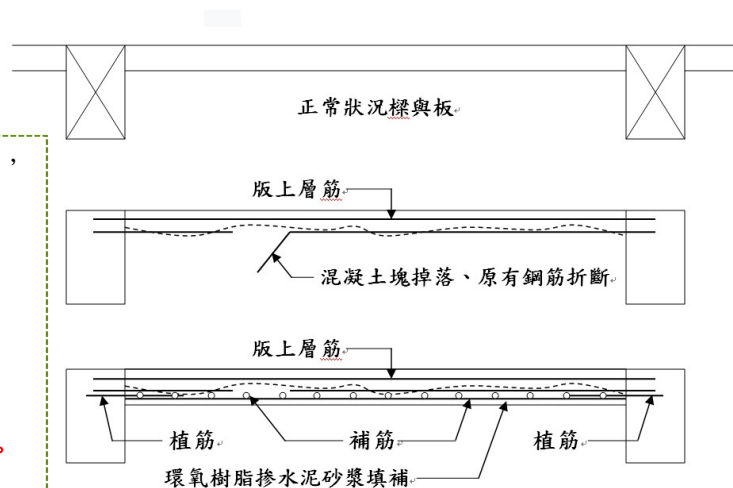 正常狀況樑與板
，
版上層筋
混凝土塊掉落、原有鋼筋折斷
版上層筋
植筋
補筋
植筋
。
環氧樹脂摻水泥砂漿填補